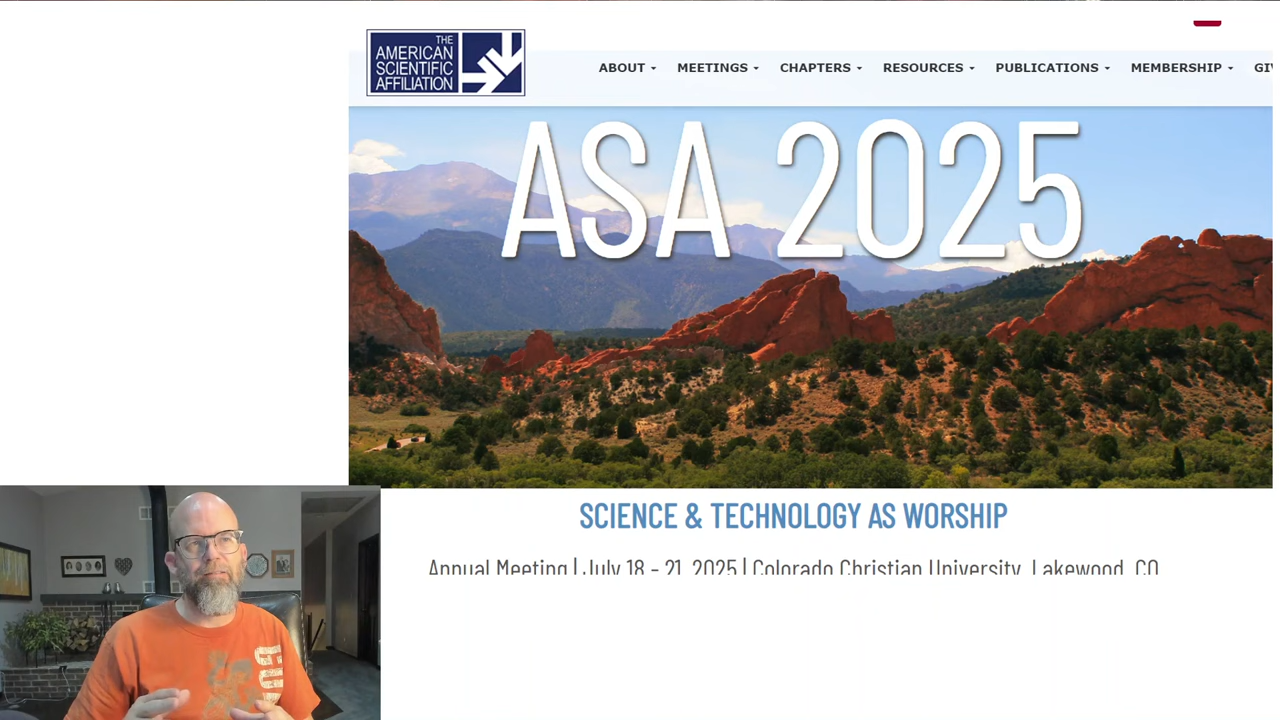 THE
AMERICAN
SCIENTIFIC
AFFILIATION
ABOUT MEETINGS CHAPTERS RESOURCES PUBLICATIONS MEMBERSHIP
ASA 2025
SCIENCE & TECHNOLOGY AS WORSHIP
Annual Meeting | July 18 - 21, 2025 | Colorado Christian University, Lakewood, CO